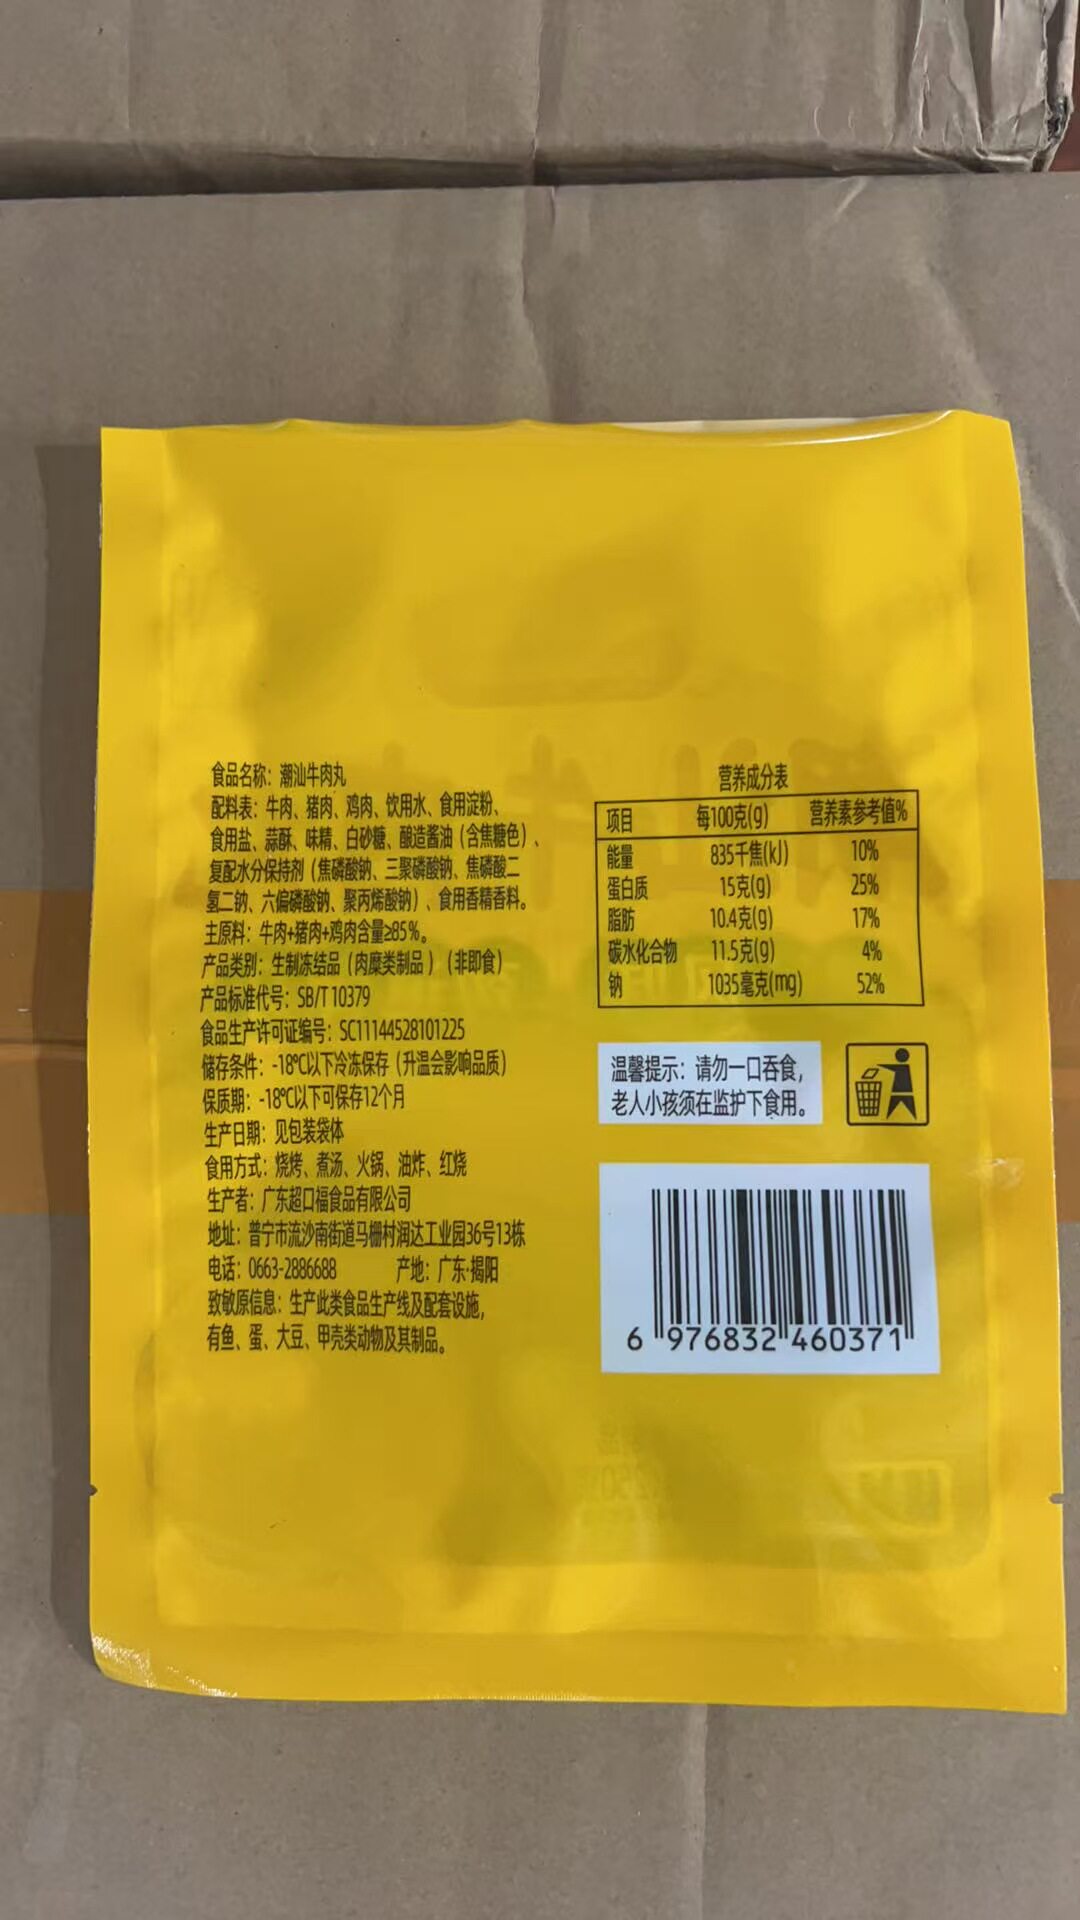 食品名称：潮汕牛肉丸
配料表：牛肉、猪肉、鸡肉、饮用水、食用淀粉、
食用盐、蒜酥、味精、白砂糖、酿造酱油（含焦糖色）、
复配水分保持剂（焦磷酸钠、三聚磷酸钠、焦磷酸二
氢二钠、六偏磷酸钠、聚丙烯酸钠）、食用香精香料。
主原料：牛肉+猪肉+鸡肉含量≥85%。
产品类别：生制冻结品（肉糜类制品）（非即食）
产品标准代号：SB/T 10379
食品生产许可证编号：SC11144528101225
储存条件：-18℃以下冷冻保存（升温会影响品质）
保质期：-18℃以下可保存12个月
生产日期：见包装袋体
食用方式：烧烤、煮汤、火锅、油炸、红烧
生产者：广东超口福食品有限公司
地址：普宁市流沙南街道马栅村润达工业园36号13栋
电话：0663-2886688 产地：广东·揭阳
致敏原信息：生产此类食品生产线及配套设施，
有鱼、蛋、大豆、甲壳类动物及其制品。
营养成分表
项目 每100克(g) 营养素参考值%
能量 835千焦(kJ) 10%
蛋白质 15克(g) 25%
脂肪 10.4克(g) 17%
碳水化合物 11.5克(g) 4%
钠 1035毫克(mg) 52%
温馨提示：请勿一口吞食，
老人小孩须在监护下食用。
6 976832 460371